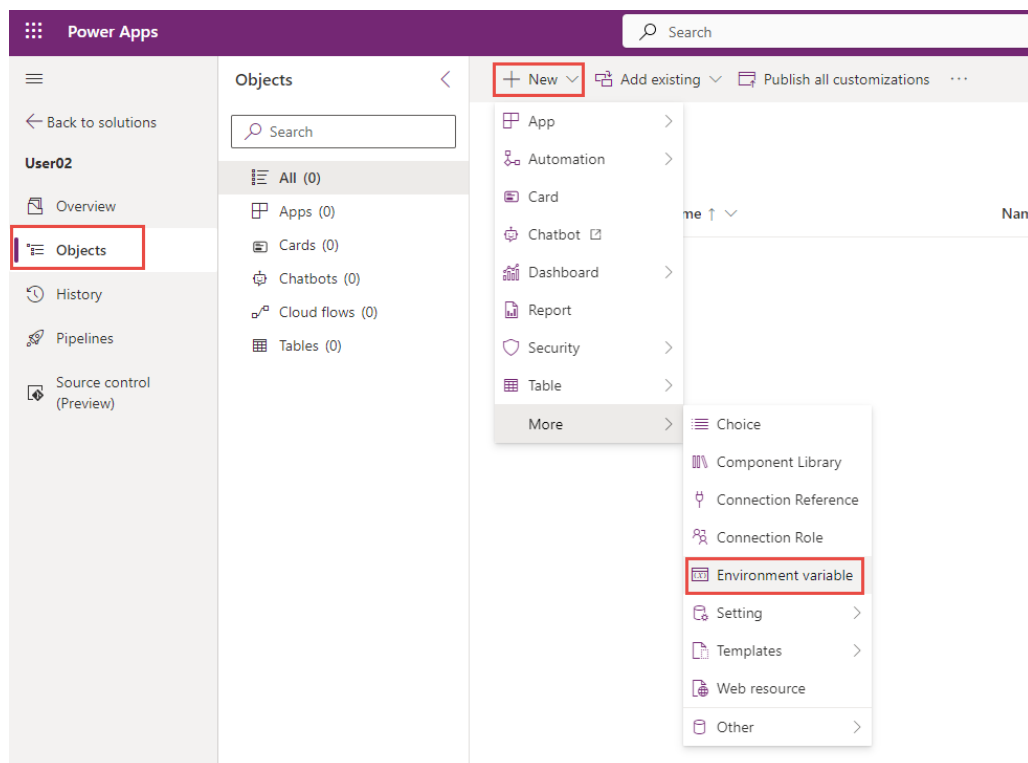 Power Apps
Search
Back to solutions
User02
Overview
Objects
History
Pipelines
Source control
(Preview)
Objects
Search
All (0)
Apps (0)
Cards (0)
Chatbots (0)
Cloud flows (0)
Tables (0)
New
Add existing
Publish all customizations
...
App
Automation
Card
Chatbot
Dashboard
Report
Security
Table
More
me ↑
Nan
Choice
Component Library
Connection Reference
Connection Role
Environment variable
Setting
Templates
Web resource
Other